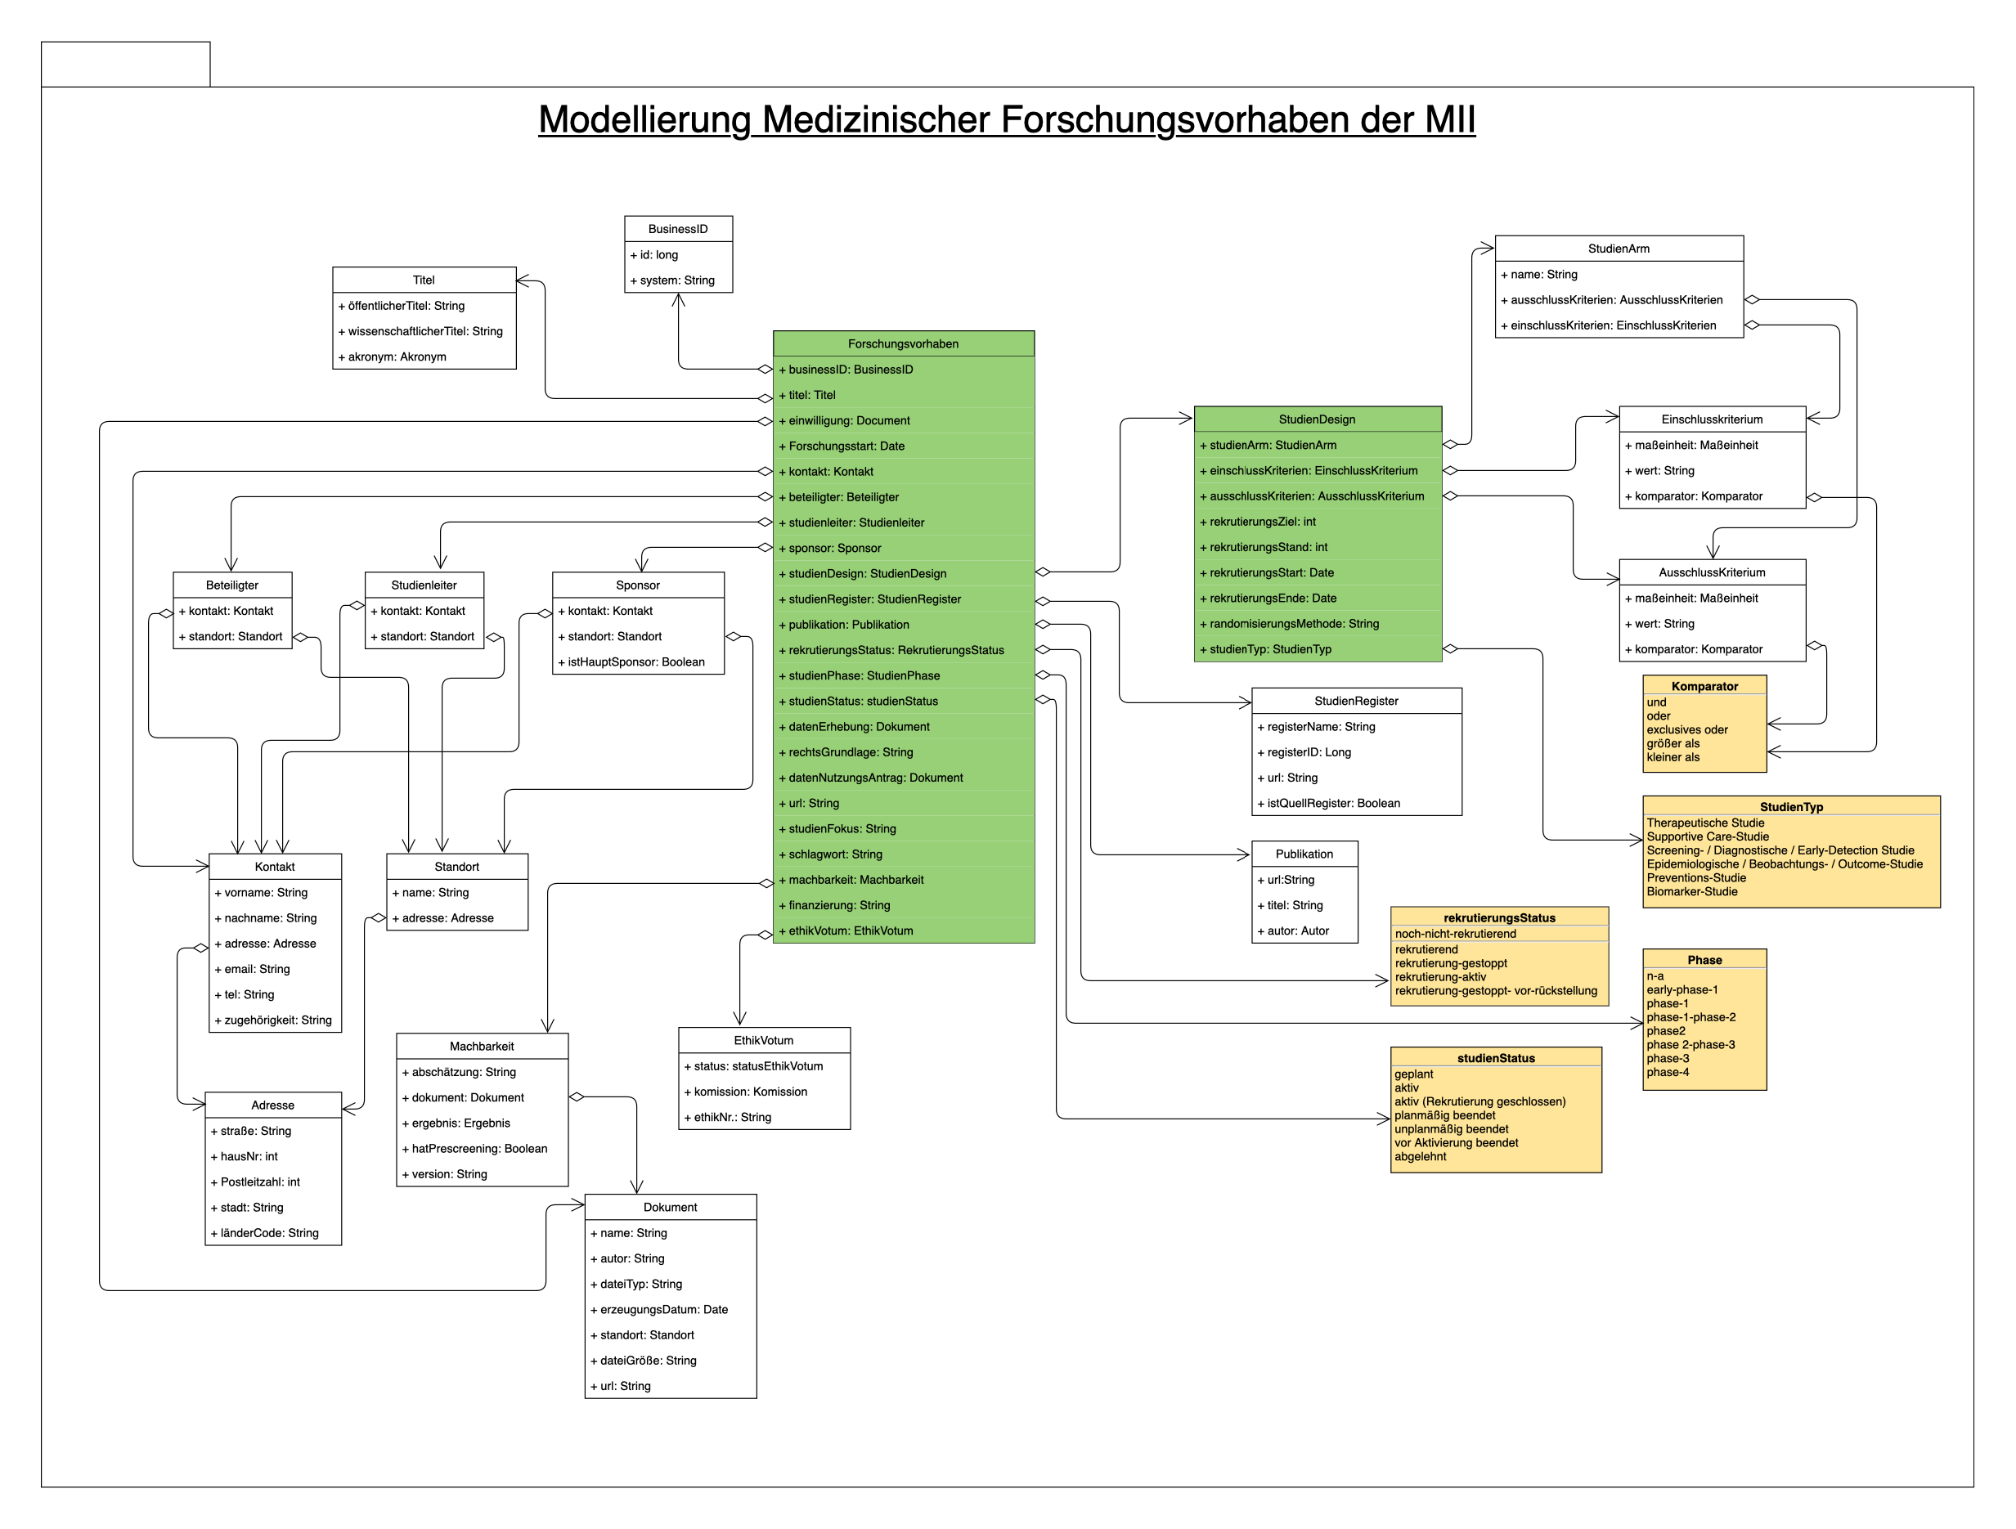 Modellierung Medizinischer Forschungsvorhaben der MII
BusinessID
+ id: long
+ system: String
Titel
+ öffentlicherTitel: String
+ wissenschaftlicherTitel: String
+ akronym: Akronym
Forschungsvorhaben
+ businessID: BusinessID
+ titel: Titel
+ einwilligung: Document
+ Forschungsstart: Date
+ kontakt: Kontakt
+ beteiligter: Beteiligter
+ studienleiter: Studienleiter
+ sponsor: Sponsor
+ studienDesign: StudienDesign
+ studienRegister: StudienRegister
+ publikation: Publikation
+ rekrutierungsStatus: RekrutierungsStatus
+ studienPhase: StudienPhase
+ studienStatus: studienStatus
+ datenErhebung: Dokument
+ rechtsGrundlage: String
+ datenNutzungsAntrag: Dokument
+ url: String
+ studienFokus: String
+ schlagwort: String
+ machbarkeit: Machbarkeit
+ finanzierung: String
+ ethikVotum: EthikVotum
StudienArm
+ name: String
+ ausschlussKriterien: AusschlussKriterien
+ einschlussKriterien: EinschlussKriterien
StudienDesign
+ studienArm: StudienArm
+ einschlussKriterien: EinschlussKriterium
+ ausschlussKriterien: AusschlussKriterium
+ rekrutierungsZiel: int
+ rekrutierungsStand: int
+ rekrutierungsStart: Date
+ rekrutierungsEnde: Date
+ randomisierungsMethode: String
+ studienTyp: StudienTyp
Einschlusskriterium
+ maßeinheit: Maßeinheit
+ wert: String
+ komparator: Komparator
AusschlussKriterium
+ maßeinheit: Maßeinheit
+ wert: String
+ komparator: Komparator
Komparator
und
oder
exclusives oder
größer als
kleiner als
Beteiligter
+ kontakt: Kontakt
+ standort: Standort
Studienleiter
+ kontakt: Kontakt
+ standort: Standort
Sponsor
+ kontakt: Kontakt
+ standort: Standort
+ istHauptSponsor: Boolean
StudienRegister
+ registerName: String
+ registerID: Long
+ url: String
+ istQuellRegister: Boolean
StudienTyp
Therapeutische Studie
Supportive Care-Studie
Screening- / Diagnostische / Early-Detection Studie
Epidemiologische / Beobachtungs- / Outcome-Studie
Preventions-Studie
Biomarker-Studie
Publikation
+ url:String
+ titel: String
+ autor: Autor
rekrutierungsStatus
noch-nicht-rekrutierend
rekrutierend
rekrutierung-gestoppt
rekrutierung-aktiv
rekrutierung-gestoppt- vor-rückstellung
Phase
n-a
early-phase-1
phase-1
phase-1-phase-2
phase2
phase 2-phase-3
phase-3
phase-4
studienStatus
geplant
aktiv
aktiv (Rekrutierung geschlossen)
planmäßig beendet
unplanmäßig beendet
vor Aktivierung beendet
abgelehnt
Kontakt
+ vorname: String
+ nachname: String
+ adresse: Adresse
+ email: String
+ tel: String
+ zugehörigkeit: String
Standort
+ name: String
+ adresse: Adresse
Machbarkeit
+ abschätzung: String
+ dokument: Dokument
+ ergebnis: Ergebnis
+ hatPrescreening: Boolean
+ version: String
EthikVotum
+ status: statusEthikVotum
+ komission: Komission
+ ethikNr.: String
Adresse
+ straße: String
+ hausNr: int
+ Postleitzahl: int
+ stadt: String
+ länderCode: String
Dokument
+ name: String
+ autor: String
+ dateiTyp: String
+ erzeugungsDatum: Date
+ standort: Standort
+ dateiGröße: String
+ url: String